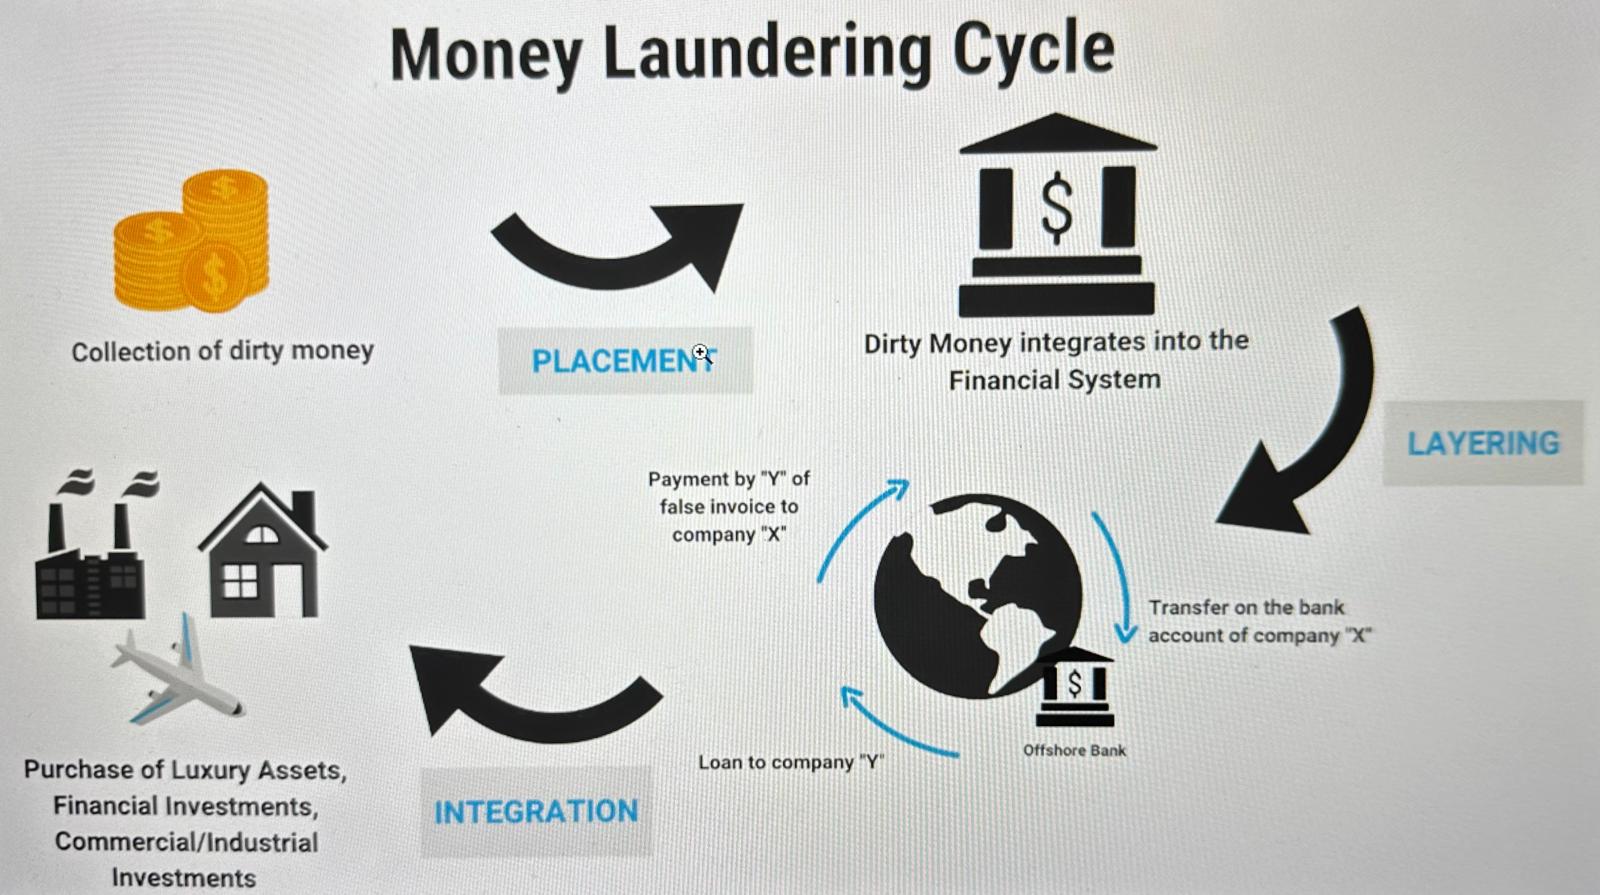 Money Laundering Cycle
$
$
$
Collection of dirty money
PLACEMENT
$
Dirty Money integrates into the
Financial System
LAYERING
Payment by "Y" of
false invoice to
company "X"
Transfer on the bank
account of company "X"
$
Offshore Bank
Loan to company "Y"
INTEGRATION
Purchase of Luxury Assets,
Financial Investments,
Commercial/Industrial
Investments